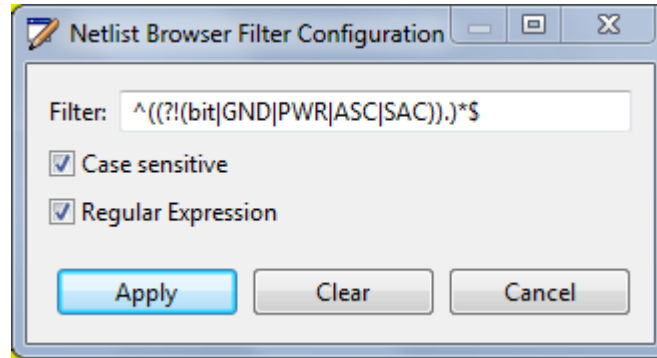 Netlist Browser Filter Configuration
Filter: ^((?!(bit|GND|PWR|ASC|SAC)).)*$
Case sensitive
Regular Expression
Apply Clear Cancel